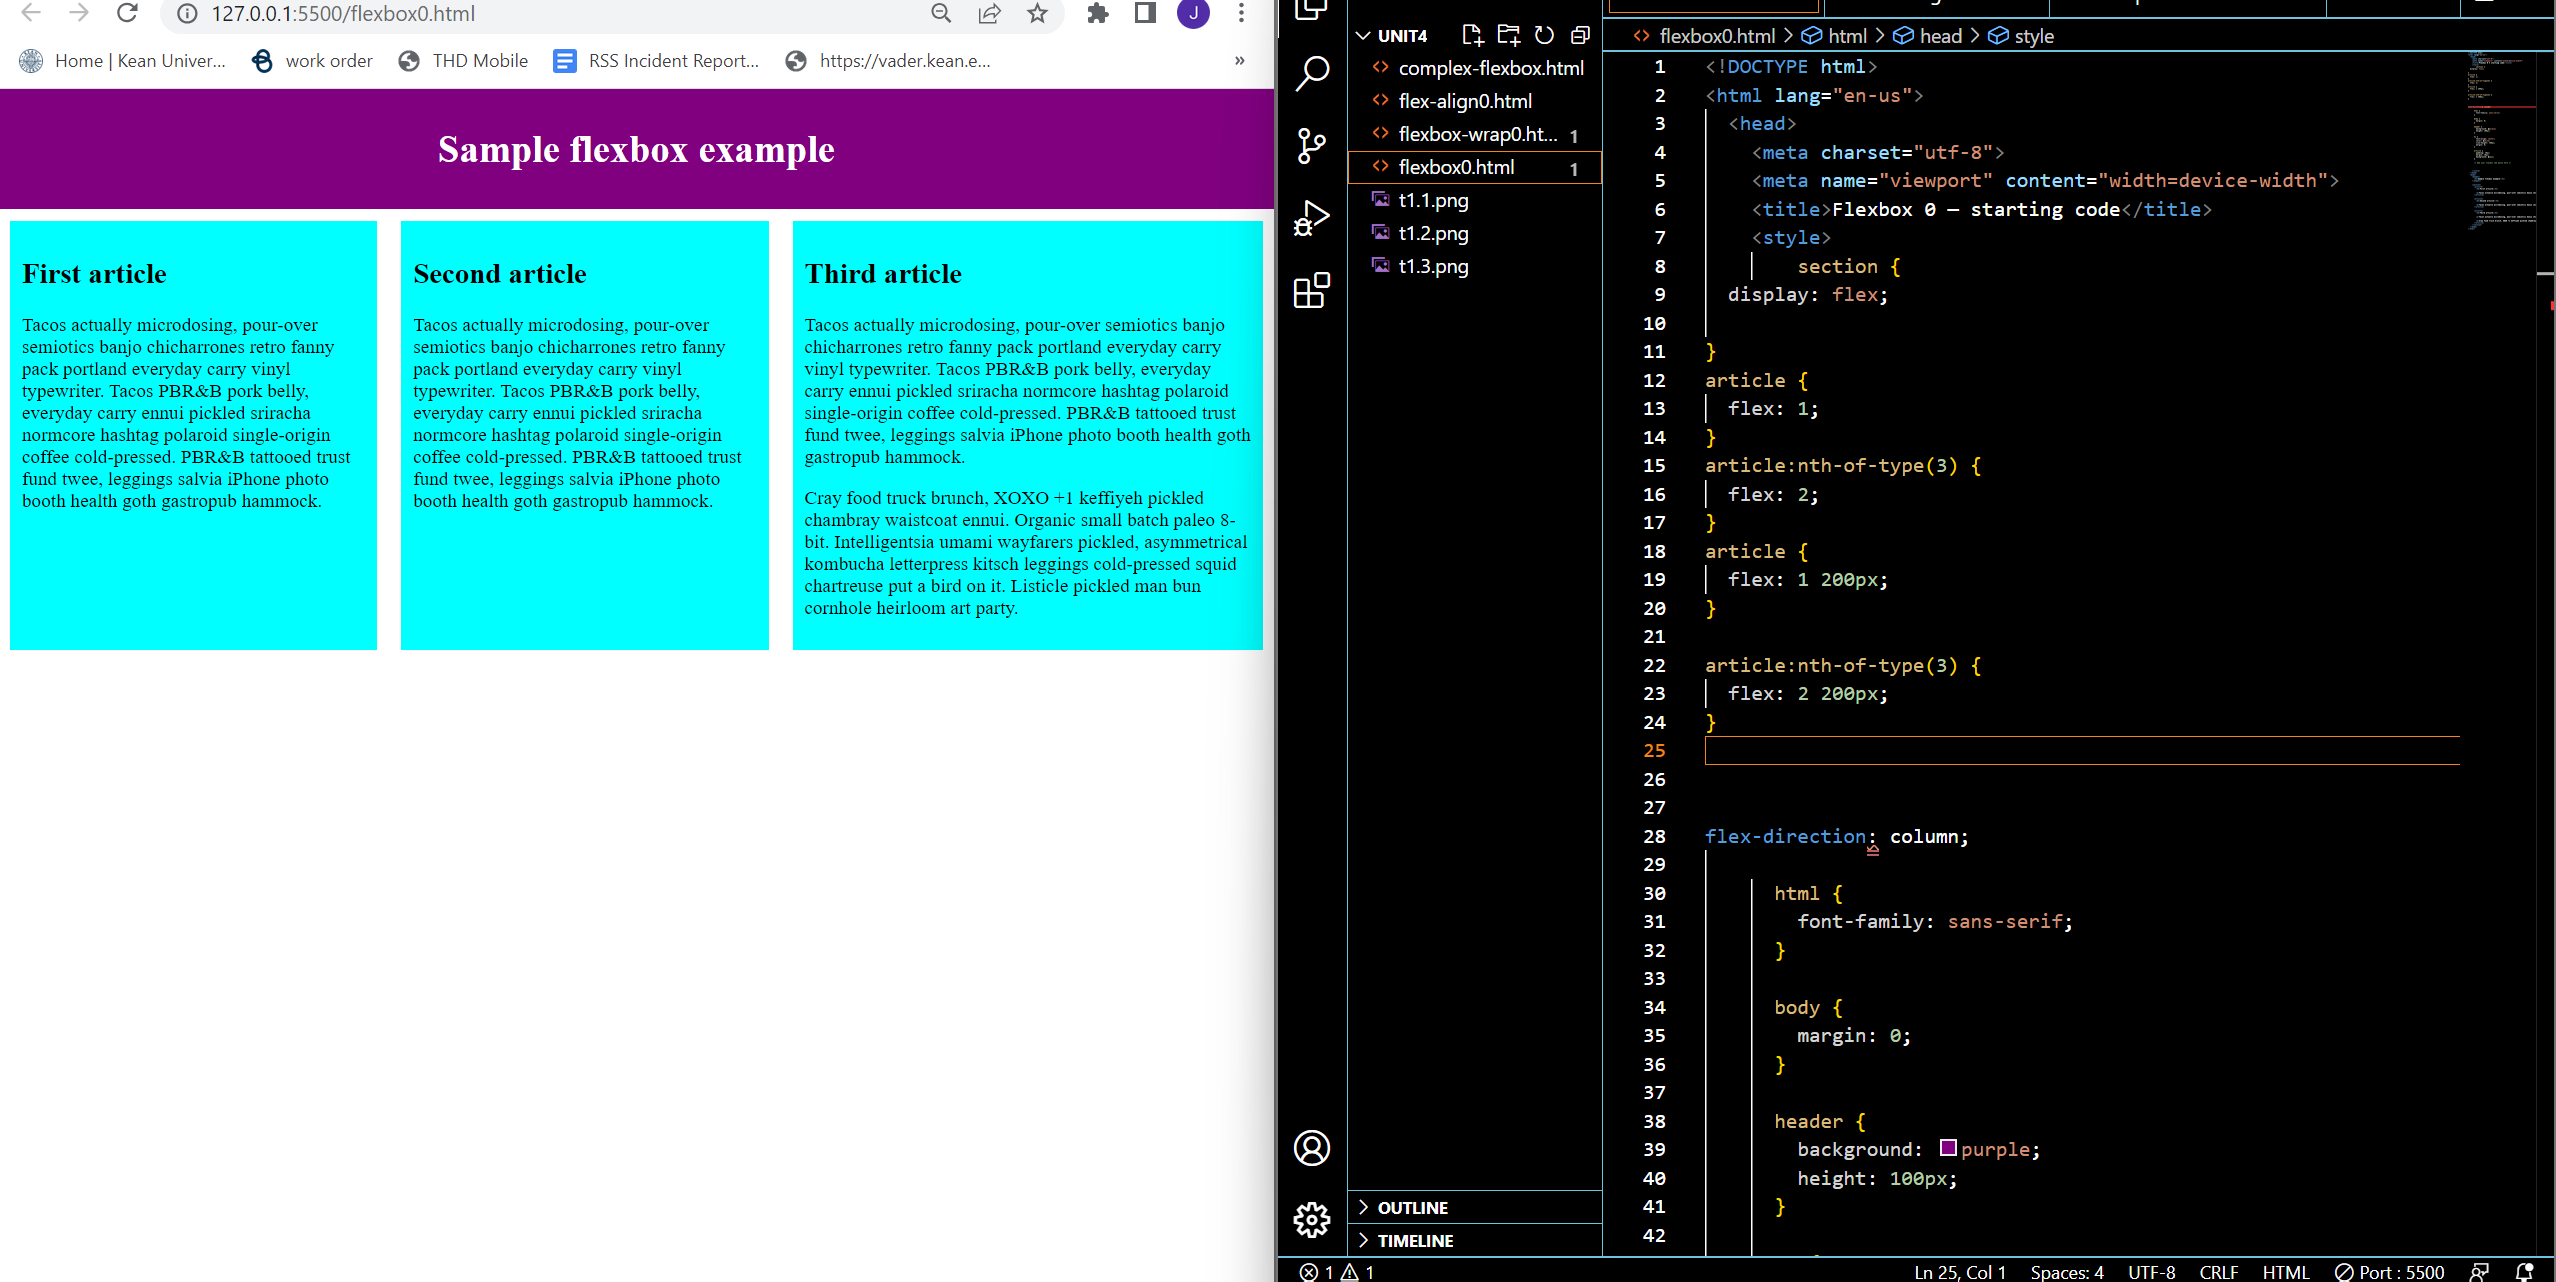 127.0.0.1:5500/flexbox0.html
J
Home | Kean Univer...
work order
THD Mobile
RSS Incident Report...
https://vader.kean.e...
»
Sample flexbox example
First article
Tacos actually microdosing, pour-over
semiotics banjo chicharrones retro fanny
pack portland everyday carry vinyl
typewriter. Tacos PBR&B pork belly,
everyday carry ennui pickled sriracha
normcore hashtag polaroid single-origin
coffee cold-pressed. PBR&B tattooed trust
fund twee, leggings salvia iPhone photo
booth health goth gastropub hammock.
Second article
Tacos actually microdosing, pour-over
semiotics banjo chicharrones retro fanny
pack portland everyday carry vinyl
typewriter. Tacos PBR&B pork belly,
everyday carry ennui pickled sriracha
normcore hashtag polaroid single-origin
coffee cold-pressed. PBR&B tattooed trust
fund twee, leggings salvia iPhone photo
booth health goth gastropub hammock.
Third article
Tacos actually microdosing, pour-over semiotics banjo
chicharrones retro fanny pack portland everyday carry
vinyl typewriter. Tacos PBR&B pork belly, everyday
carry ennui pickled sriracha normcore hashtag polaroid
single-origin coffee cold-pressed. PBR&B tattooed trust
fund twee, leggings salvia iPhone photo booth health goth
gastropub hammock.
Cray food truck brunch, XOXO +1 keffiyeh pickled
chambray waistcoat ennui. Organic small batch paleo 8-
bit. Intelligentsia umami wayfarers pickled, asymmetrical
kombucha letterpress kitsch leggings cold-pressed squid
chartreuse put a bird on it. Listicle pickled man bun
cornhole heirloom art party.
UNIT4
complex-flexbox.html
flex-align0.html
flexbox-wrap0.ht... 1
flexbox0.html 1
t1.1.png
t1.2.png
t1.3.png
OUTLINE
TIMELINE
flexbox0.html > html > head > style
1 <!DOCTYPE html>
2 <html lang="en-us">
3 <head>
4 <meta charset="utf-8">
5 <meta name="viewport" content="width=device-width">
6 <title>Flexbox 0 — starting code</title>
7 <style>
8 section {
9 display: flex;
10
11 }
12 article {
13 flex: 1;
14 }
15 article:nth-of-type(3) {
16 flex: 2;
17 }
18 article {
19 flex: 1 200px;
20 }
21
22 article:nth-of-type(3) {
23 flex: 2 200px;
24 }
25
26
27
28 flex-direction: column;
29
30 html {
31 font-family: sans-serif;
32 }
33
34 body {
35 margin: 0;
36 }
37
38 header {
39 background: purple;
40 height: 100px;
41 }
42
1 1
Ln 25, Col 1 Spaces: 4 UTF-8 CRLF HTML Port : 5500